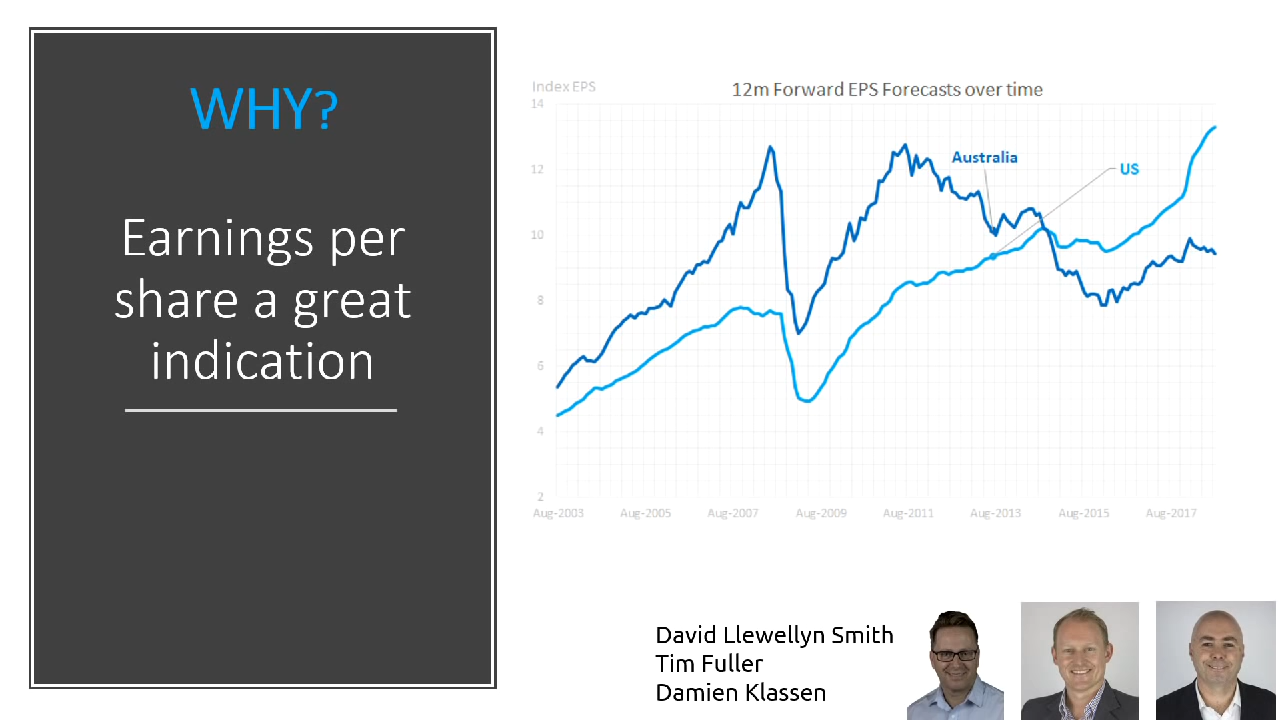 WHY?
Earnings per
share a great
indication
Index EPS
12m Forward EPS Forecasts over time
14
12
10
8
6
4
2
Australia
US
Aug-2003 Aug-2005 Aug-2007 Aug-2009 Aug-2011 Aug-2013 Aug-2015 Aug-2017
David Llewellyn Smith
Tim Fuller
Damien Klassen